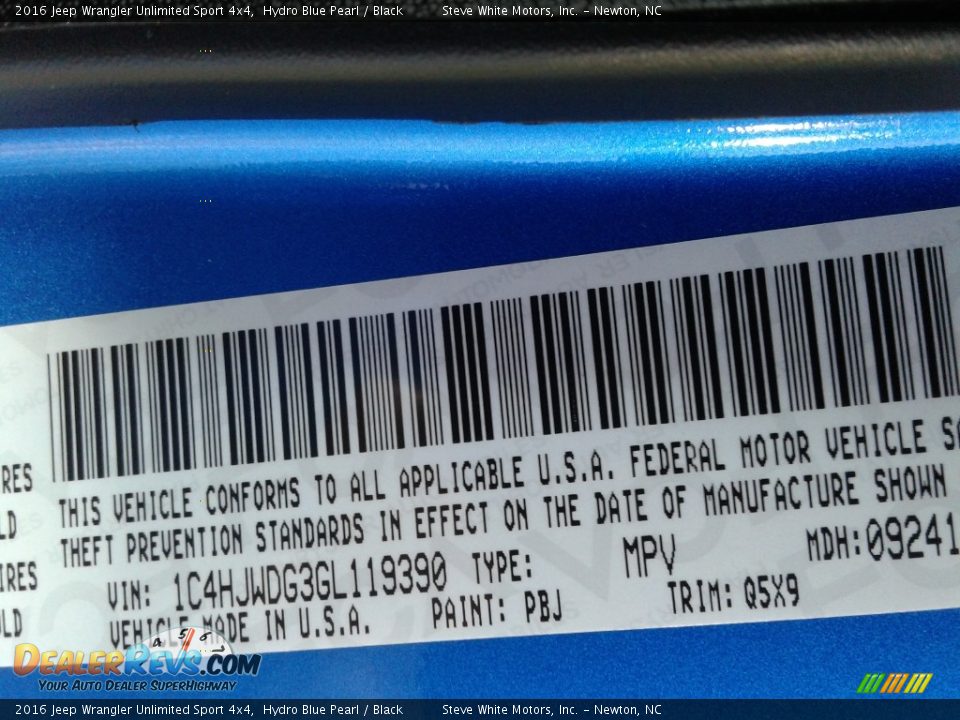 2016 Jeep Wrangler Unlimited Sport 4x4, Hydro Blue Pearl / Black Steve White Motors, Inc. - Newton, NC
RES
LD
IRES
LD
THIS VEHICLE CONFORMS TO ALL APPLICABLE U.S.A. FEDERAL MOTOR VEHICLE
THEFT PREVENTION STANDARDS IN EFFECT ON THE DATE OF MANUFACTURE SHOWN
VIN: 1C4HJWDG3GL119390 TYPE: MPV MDH:09241
VEHICLE MADE IN U.S.A. PAINT: PBJ TRIM: Q5X9
4 5 6
DEALERREVS.COM
YOUR AUTO DEALER SUPERHIGHWAY
2016 Jeep Wrangler Unlimited Sport 4x4, Hydro Blue Pearl / Black Steve White Motors, Inc. - Newton, NC